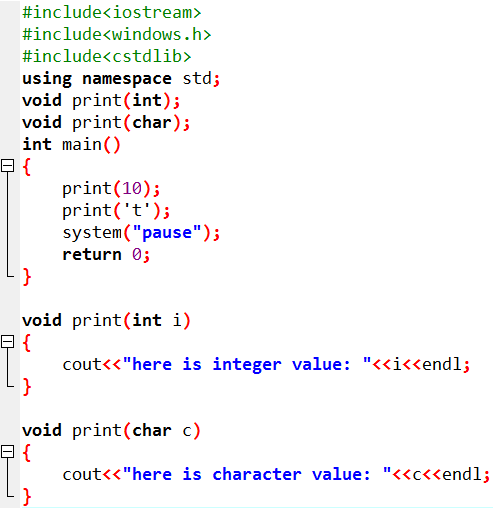 #include<iostream>
#include<windows.h>
#include<cstdlib>
using namespace std;
void print(int);
void print(char);
int main()
{
    print(10);
    print('t');
    system("pause");
    return 0;
}

void print(int i)
{
    cout<<"here is integer value: "<<i<<endl;
}

void print(char c)
{
    cout<<"here is character value: "<<c<<endl;
}